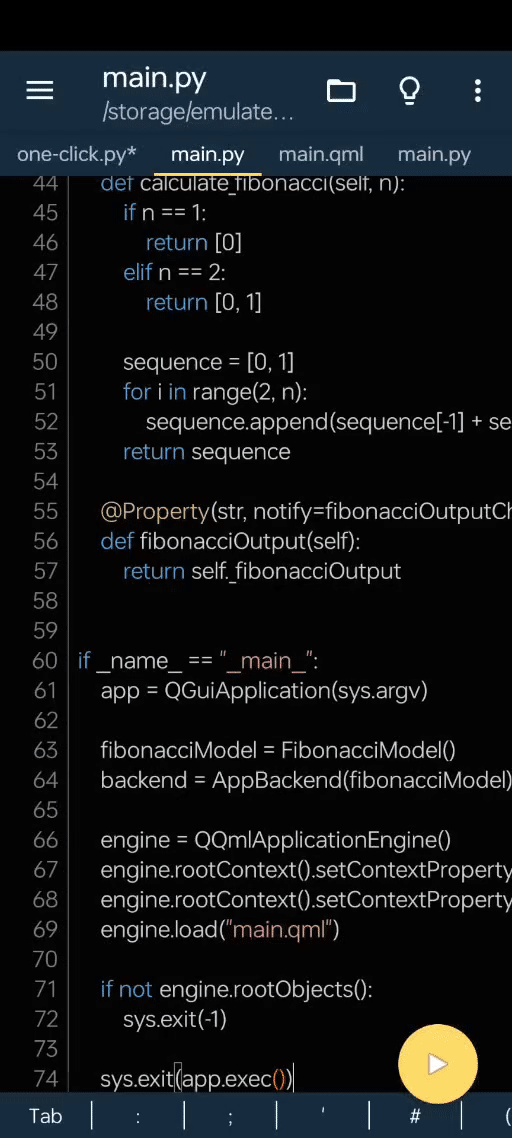 main.py
/storage/emulate...
one-click.py* main.py main.qml main.py
44 def calculate_fibonacci(self, n):
45 if n == 1:
46 return [0]
47 elif n == 2:
48 return [0, 1]
49
50 sequence = [0, 1]
51 for i in range(2, n):
52 sequence.append(sequence[-1] + se
53 return sequence
54
55 @Property(str, notify=fibonacciOutputCh
56 def fibonacciOutput(self):
57 return self._fibonacciOutput
58
59
60 if _name_ == "_main_":
61 app = QGuiApplication(sys.argv)
62
63 fibonacciModel = FibonacciModel()
64 backend = AppBackend(fibonacciModel)
65
66 engine = QQmlApplicationEngine()
67 engine.rootContext().setContextProperty
68 engine.rootContext().setContextProperty
69 engine.load("main.qml")
70
71 if not engine.rootObjects():
72 sys.exit(-1)
73
74 sys.exit(app.exec())
Tab : ; ' # (